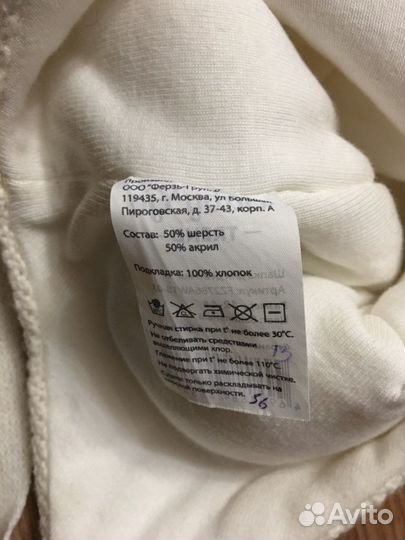 ООО "Ферзь-Групп"
119435, г. Москва, ул Большая
Пироговская, д. 37-43, корп. А
Состав: 50% шерсть
50% акрил
Подкладка: 100% хлопок
Ручная стирка при t° не более 30°C.
Не отбеливать средствами
выделяющими хлор.
13
Глажение при t° не более 110°C.
Не подвергать химической чистке.
только раскладывать на
поверхности.
56
Avito